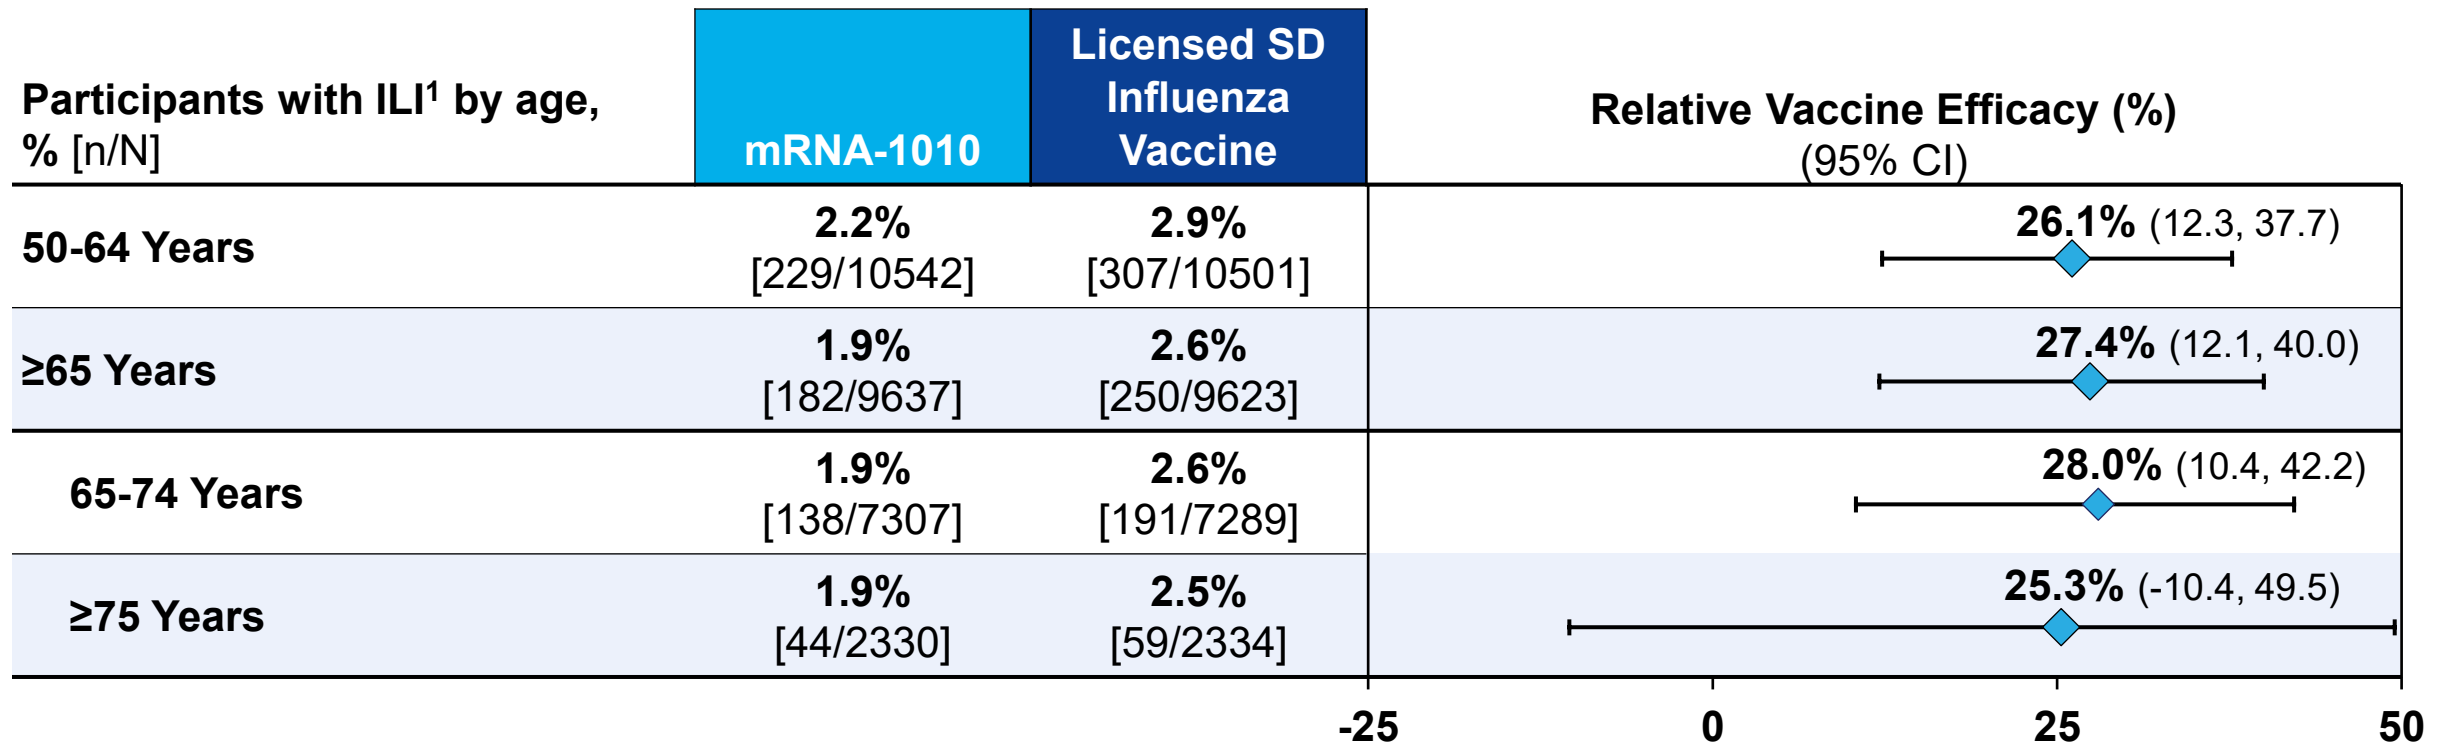 Participants with ILI¹ by age,
% [n/N]
mRNA-1010
Licensed SD
Influenza
Vaccine
Relative Vaccine Efficacy (%)
(95% CI)
50-64 Years
2.2%
[229/10542]
2.9%
[307/10501]
26.1% (12.3, 37.7)
≥65 Years
1.9%
[182/9637]
2.6%
[250/9623]
27.4% (12.1, 40.0)
65-74 Years
1.9%
[138/7307]
2.6%
[191/7289]
28.0% (10.4, 42.2)
≥75 Years
1.9%
[44/2330]
2.5%
[59/2334]
25.3% (-10.4, 49.5)
-25 0 25 50